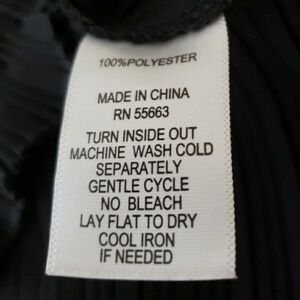 100%POLYESTER
MADE IN CHINA
RN 55663
TURN INSIDE OUT
MACHINE WASH COLD
SEPARATELY
GENTLE CYCLE
NO BLEACH
LAY FLAT TO DRY
COOL IRON
IF NEEDED